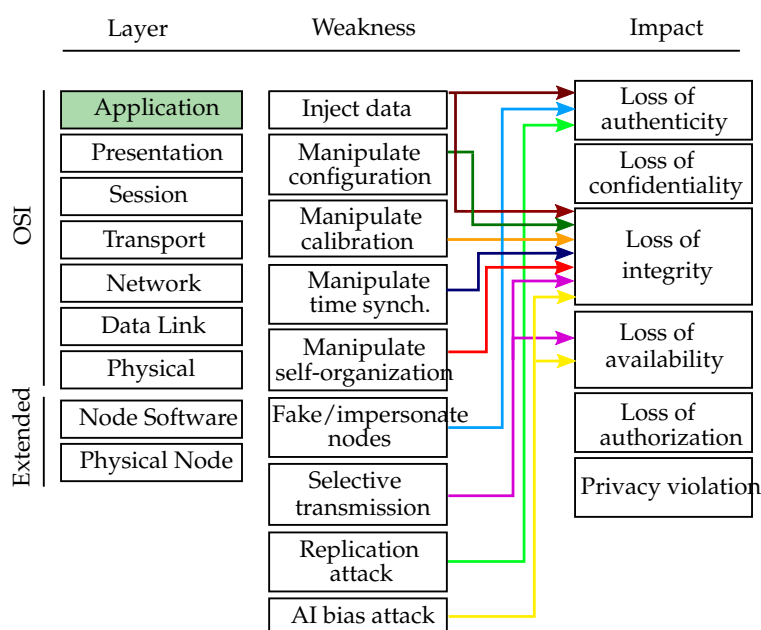 Layer
Weakness
Impact
OSI
Application
Presentation
Session
Transport
Network
Data Link
Physical
Extended
Node Software
Physical Node
Inject data
Manipulate
configuration
Manipulate
calibration
Manipulate
time synch.
Manipulate
self-organization
Fake/impersonate
nodes
Selective
transmission
Replication
attack
AI bias attack
Loss of
authenticity
Loss of
confidentiality
Loss of
integrity
Loss of
availability
Loss of
authorization
Privacy violation